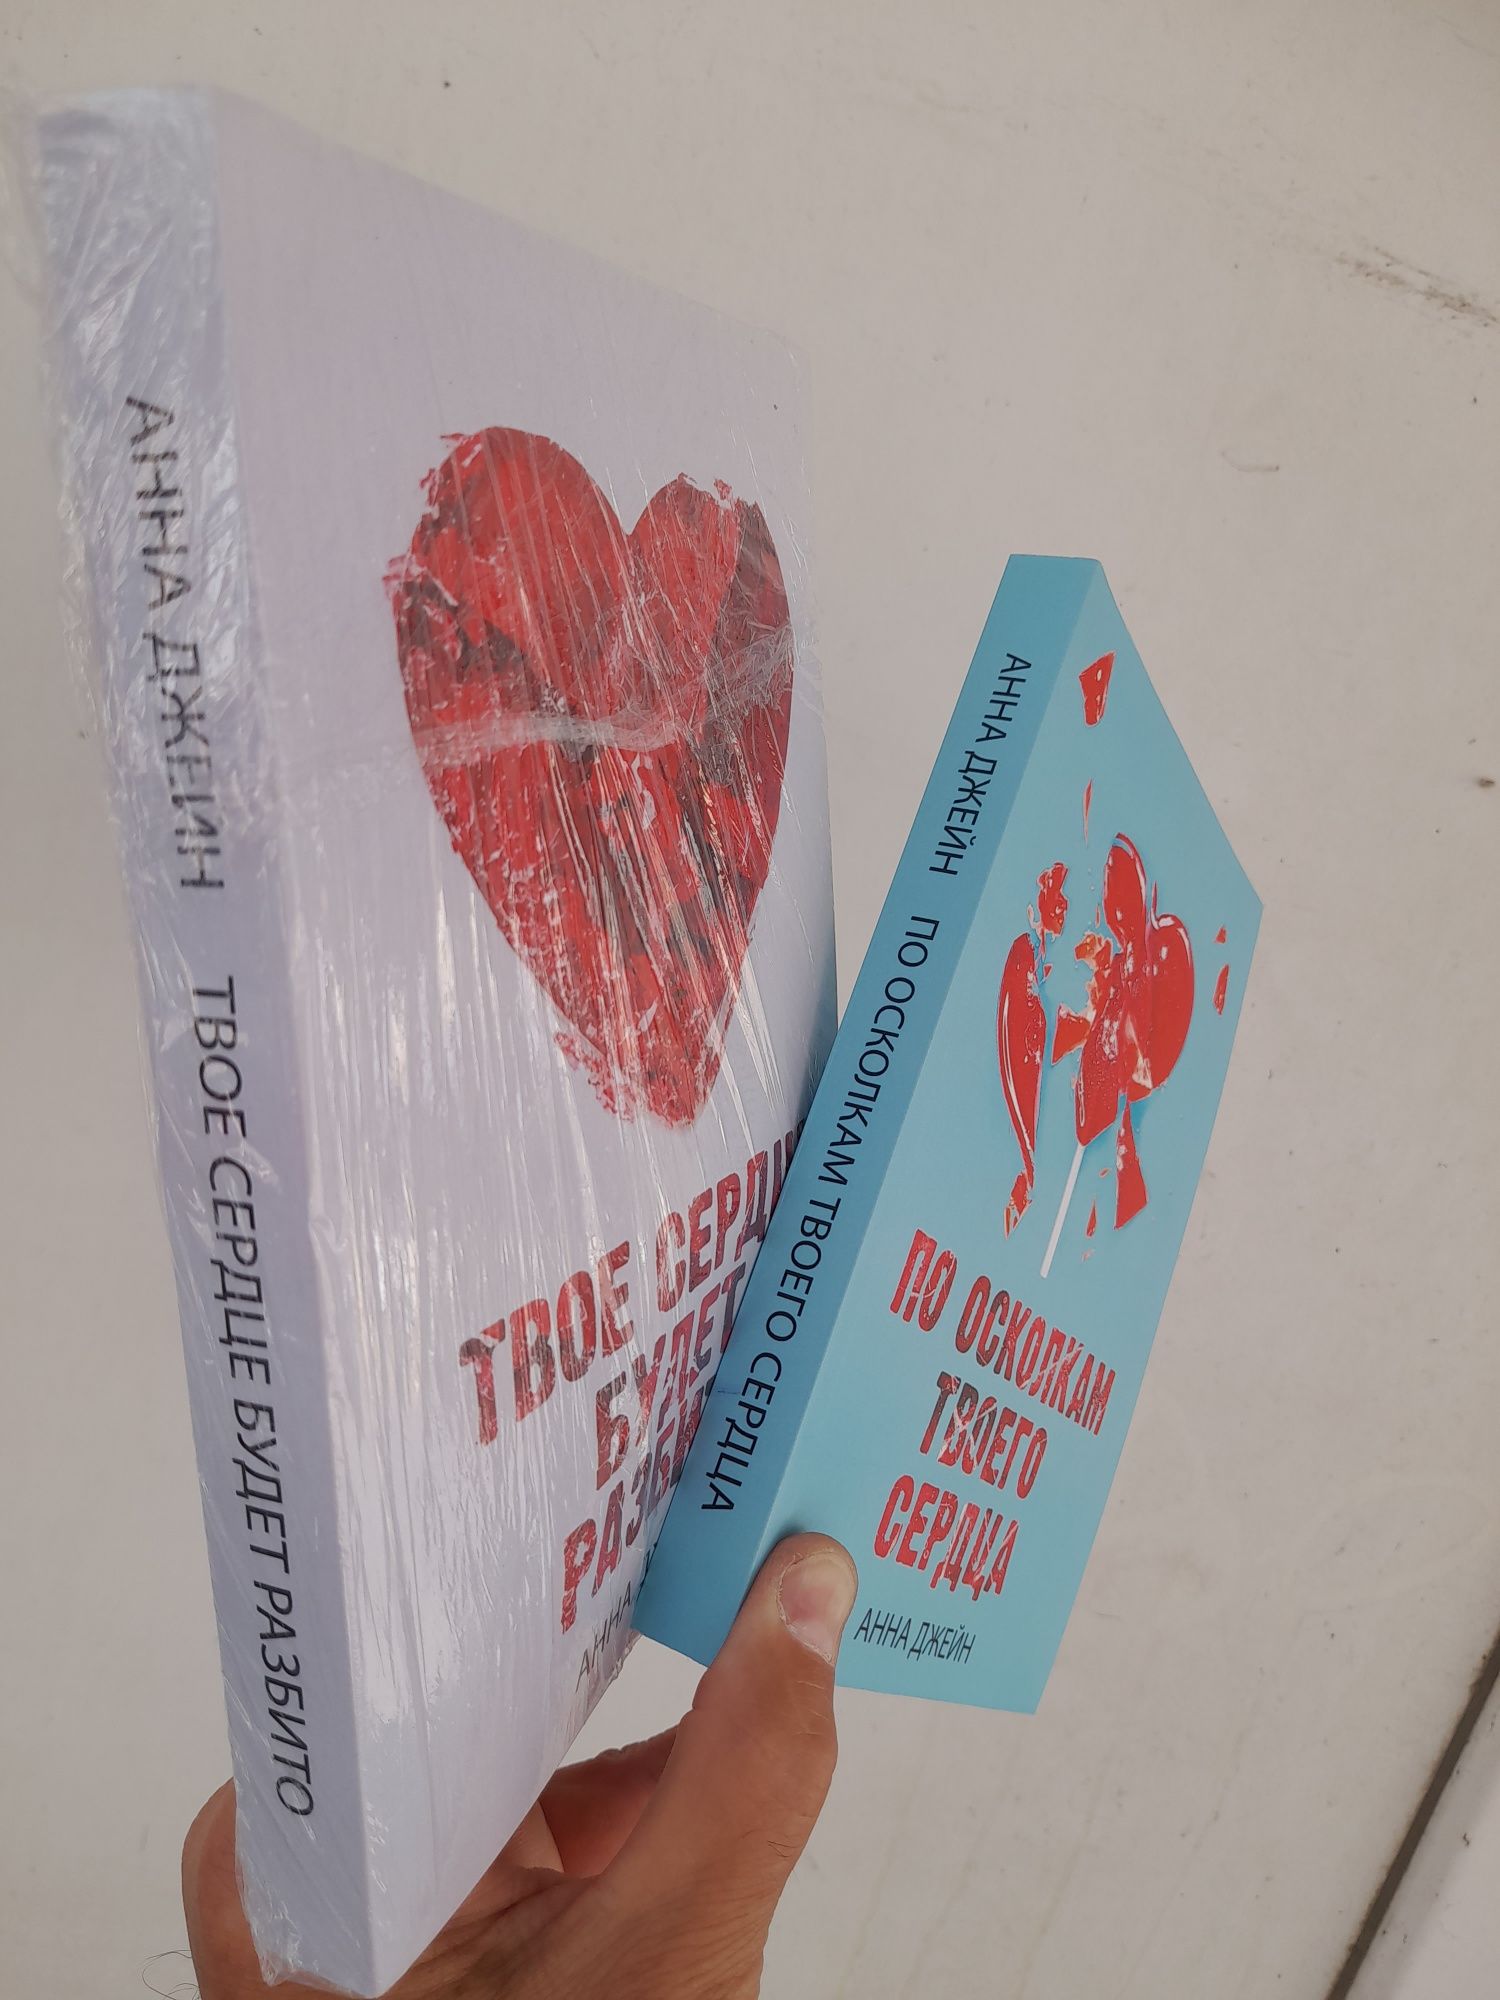 АННА ДЖЕЙН ТВОЕ СЕРДЦЕ БУДЕТ РАЗБИТО
ТВОЕ
БУДЕТ
АННА
АННА ДЖЕЙН ПО ОСКОЛКАМ ТВОЕГО СЕРДЦА
ПО ОСКОЛКАМ
ТВОЕГО
СЕРДЦА
АННА ДЖЕЙН